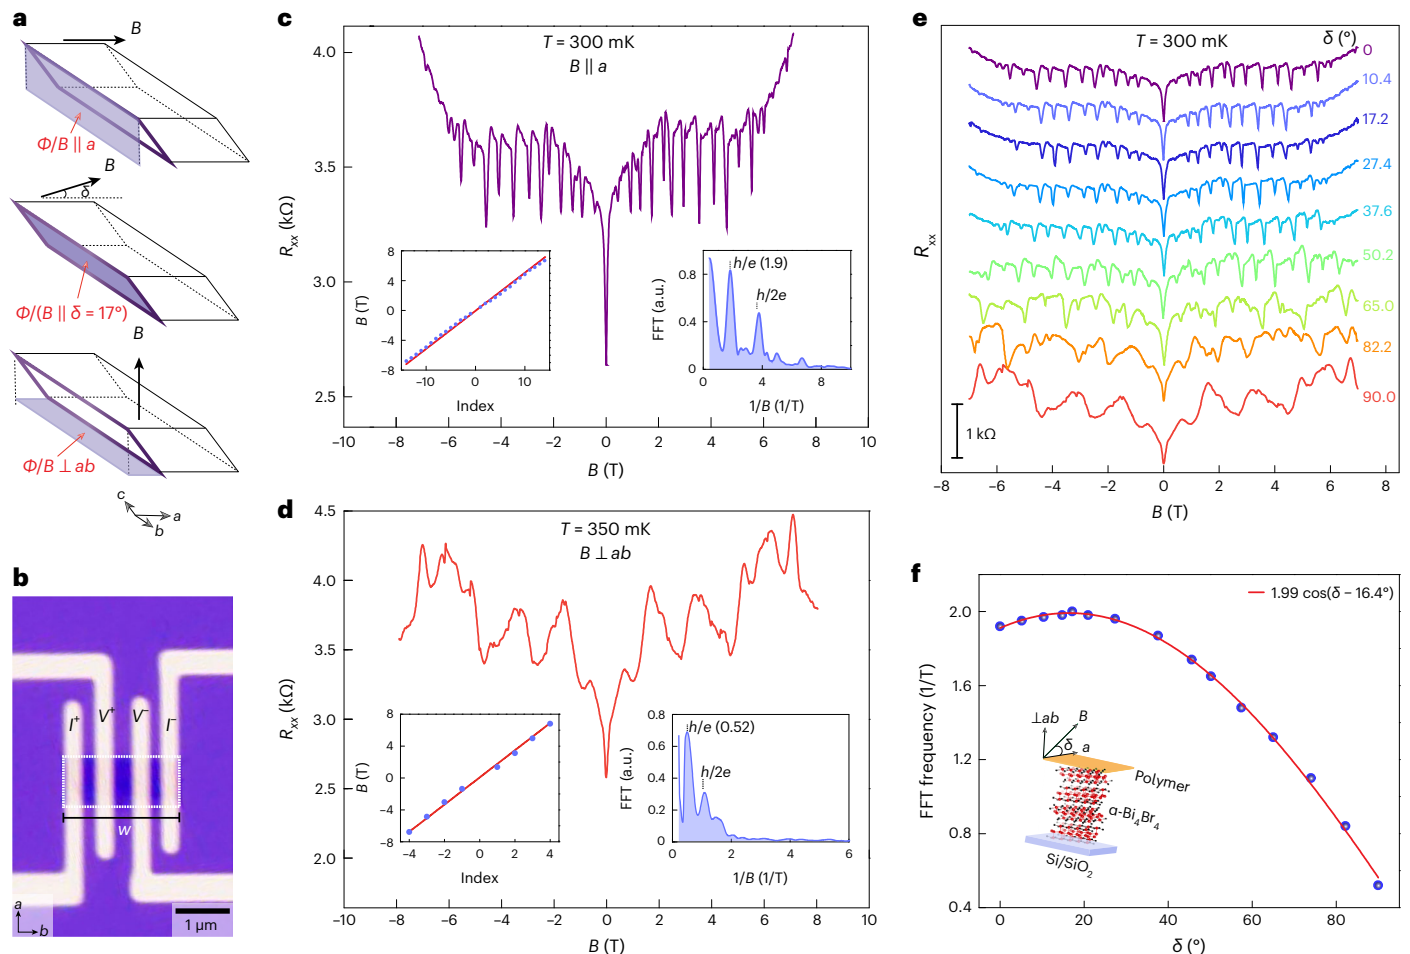 a
B
Φ/B || a
B
δ
Φ/(B || δ = 17°)
B
Φ/B ⊥ ab
c
a
b
b
I⁺
V⁺
V⁻
I⁻
w
a
b
1 µm
c
T = 300 mK
B || a
Rxx (kΩ)
4.0
3.5
3.0
2.5
–10
–8
–6
–4
–2
0
2
4
6
8
10
B (T)
B (T)
8
4
0
–4
–8
–10
0
10
Index
FFT (a.u.)
0.8
0.4
0
h/e (1.9)
h/2e
0
4
8
1/B (1/T)
d
T = 350 mK
B ⊥ ab
Rxx (kΩ)
4.5
4.0
3.5
3.0
2.5
2.0
–10
–8
–6
–4
–2
0
2
4
6
8
10
B (T)
B (T)
8
4
0
–4
–8
–4
–2
0
2
4
Index
FFT (a.u.)
0.8
0.6
0.4
0.2
0
h/e (0.52)
h/2e
0
2
4
6
1/B (1/T)
e
T = 300 mK
δ (°)
0
10.4
17.2
27.4
37.6
50.2
65.0
82.2
90.0
Rxx
1 kΩ
–8
–6
–4
–2
0
2
4
6
8
B (T)
f
1.99 cos(δ – 16.4°)
FFT frequency (1/T)
2.0
1.6
1.2
0.8
0.4
⊥ab
B
δ
a
Polymer
α-Bi₄Br₄
Si/SiO₂
0
20
40
60
80
δ (°)